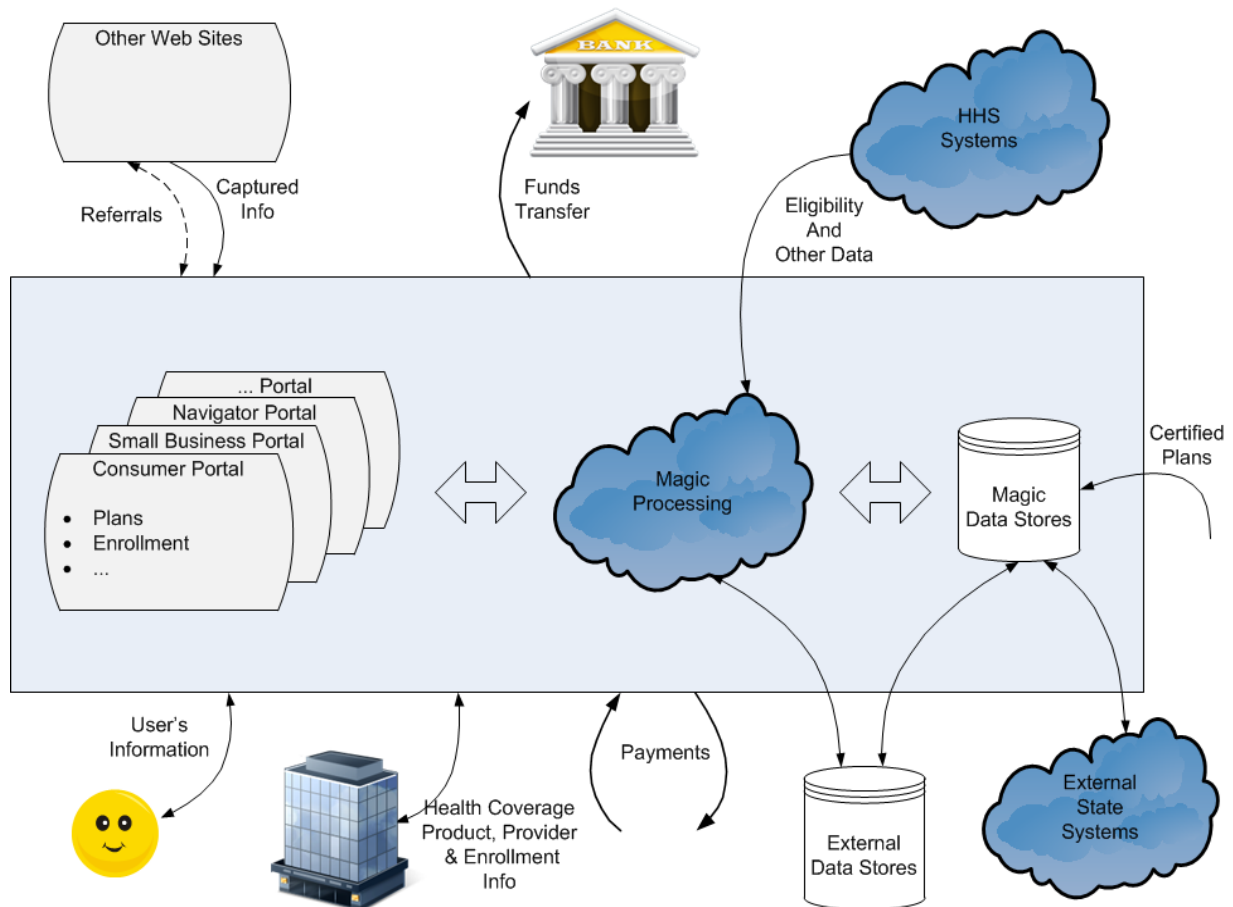 Other Web Sites
BANK
HHS
Systems
Referrals
Captured
Info
Funds
Transfer
Eligibility
And
Other Data
... Portal
Navigator Portal
Small Business Portal
Consumer Portal
• Plans
• Enrollment
• ...
Magic
Processing
Magic
Data Stores
Certified
Plans
User's
Information
Health Coverage
Product, Provider
& Enrollment
Info
Payments
External
Data Stores
External
State
Systems